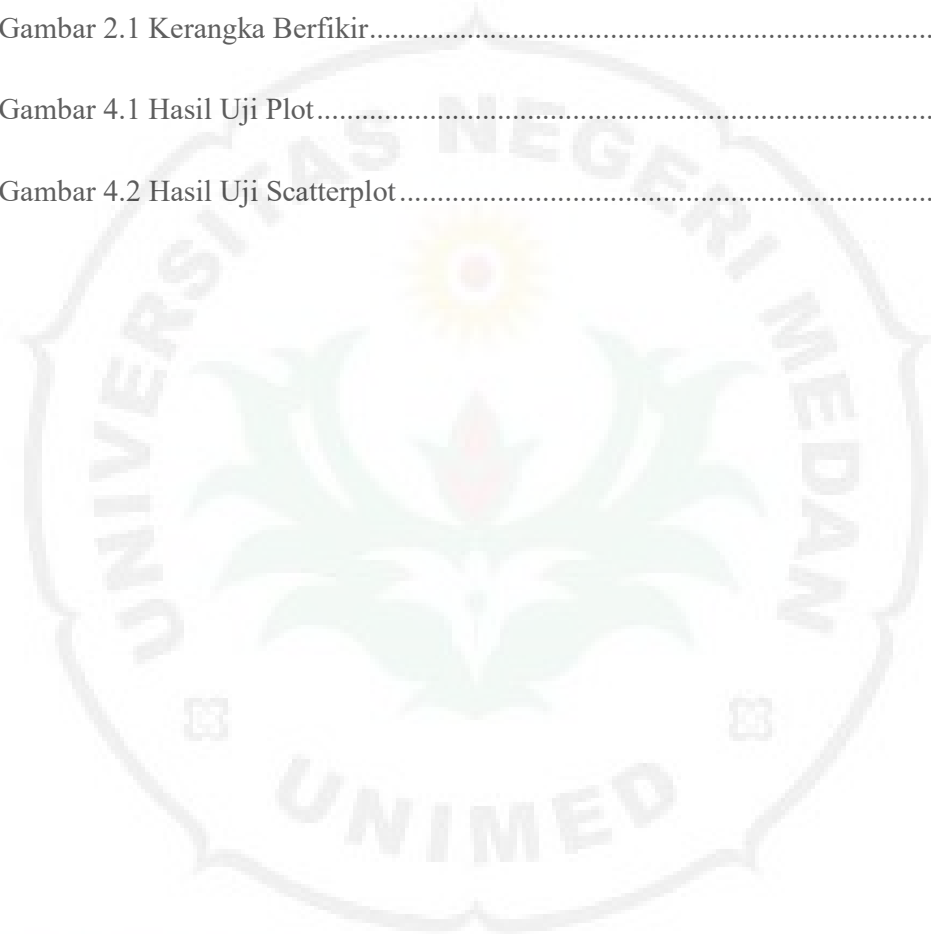 Gambar 2.1 Kerangka Berfikir..........................................................................
Gambar 4.1 Hasil Uji Plot.................................................................................
Gambar 4.2 Hasil Uji Scatterplot......................................................................
UNIVERSITAS NEGERI MEDAN
UNIMED